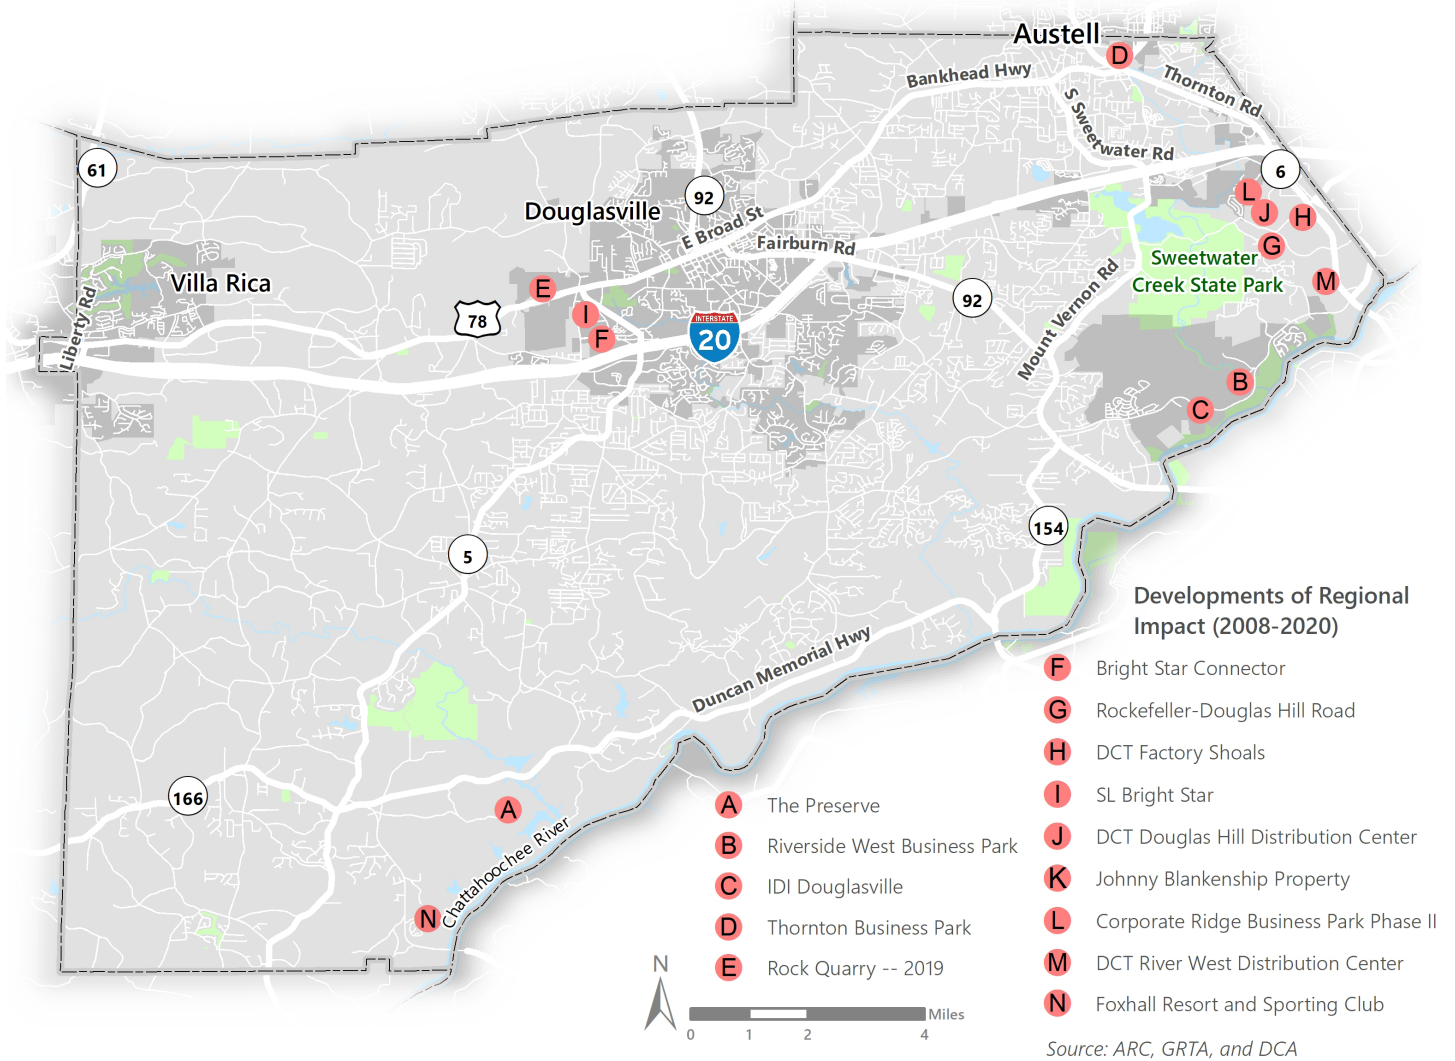 Austell
D
Bankhead Hwy
Thornton Rd
S Sweetwater Rd
61
6
92
L
J
H
Douglasville
E Broad St
Fairburn Rd
G
Sweetwater
Creek State Park
Villa Rica
E
M
92
Liberty Rd
78
I
F
INTERSTATE
20
Mount Vernon Rd
B
C
154
5
Duncan Memorial Hwy
166
A
Chattahoochee River
N
Developments of Regional
Impact (2008-2020)
A The Preserve
B Riverside West Business Park
C IDI Douglasville
D Thornton Business Park
E Rock Quarry -- 2019
F Bright Star Connector
G Rockefeller-Douglas Hill Road
H DCT Factory Shoals
I SL Bright Star
J DCT Douglas Hill Distribution Center
K Johnny Blankenship Property
L Corporate Ridge Business Park Phase II
M DCT River West Distribution Center
N Foxhall Resort and Sporting Club
N
Miles
0 1 2 4
Source: ARC, GRTA, and DCA